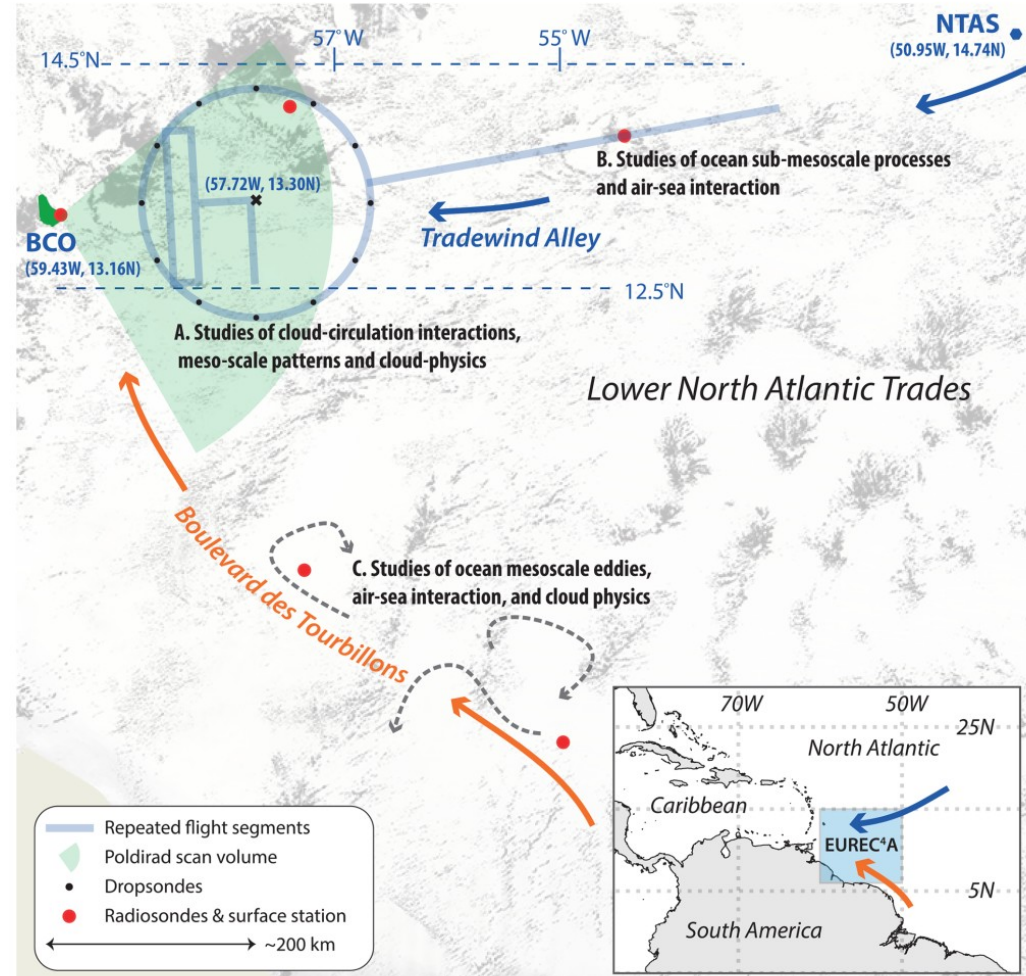 57°W
55°W
NTAS
(50.95W, 14.74N)
14.5°N
B. Studies of ocean sub-mesoscale processes
and air-sea interaction
(57.72W, 13.30N)
Tradewind Alley
BCO
(59.43W, 13.16N)
12.5°N
A. Studies of cloud-circulation interactions,
meso-scale patterns and cloud-physics
Lower North Atlantic Trades
Boulevard des Tourbillons
C. Studies of ocean mesoscale eddies,
air-sea interaction, and cloud physics
Repeated flight segments
Poldirad scan volume
Dropsondes
Radiosondes & surface station
~200 km
70W
50W
25N
North Atlantic
Caribbean
EUREC⁴A
5N
South America